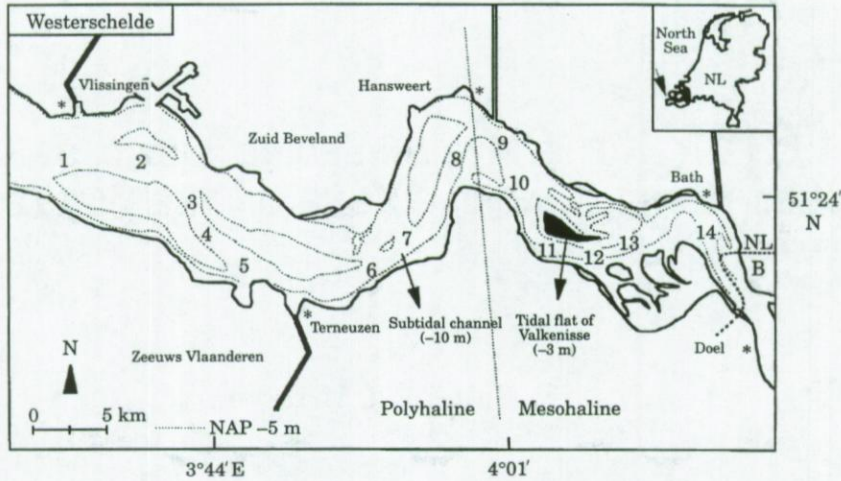 Westerschelde
North
Sea
NL
Vlissingen
*
Hansweert
*
Zuid Beveland
1
2
3
4
5
6
7
8
9
10
11
12
13
14
Bath
*
51°24′
N
NL
B
*
Terneuzen
Subtidal channel
(−10 m)
Tidal flat of
Valkenisse
(−3 m)
Doel
*
Zeeuws Vlaanderen
N
0 5 km
NAP −5 m
Polyhaline
Mesohaline
3°44′ E
4°01′